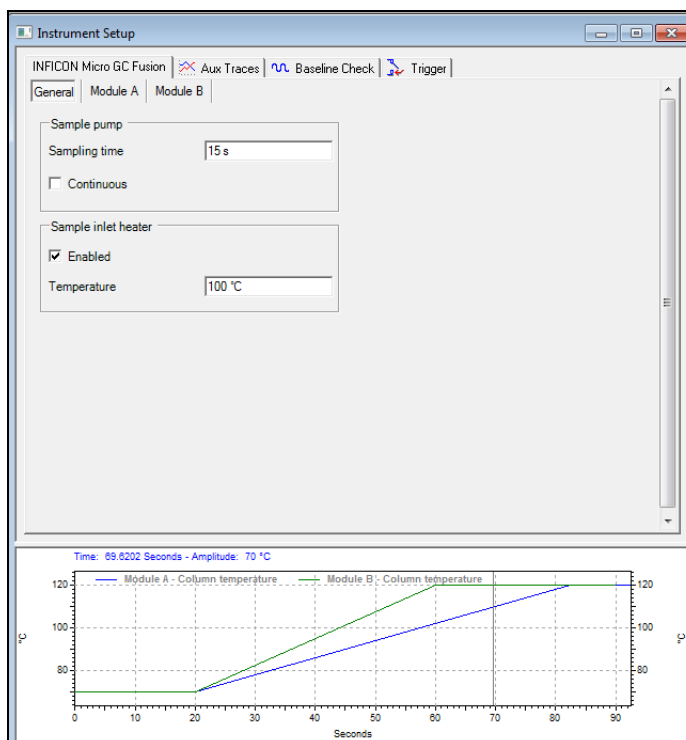 Instrument Setup
INFICON Micro GC Fusion Aux Traces Baseline Check Trigger
General Module A Module B
Sample pump
Sampling time 15 s
Continuous
Sample inlet heater
Enabled
Temperature 100 °C
Time: 69.6202 Seconds - Amplitude: 70 °C
Module A - Column temperature Module B - Column temperature
120 120
100 100
°C °C
80 80
0 10 20 30 40 50 60 70 80 90
Seconds